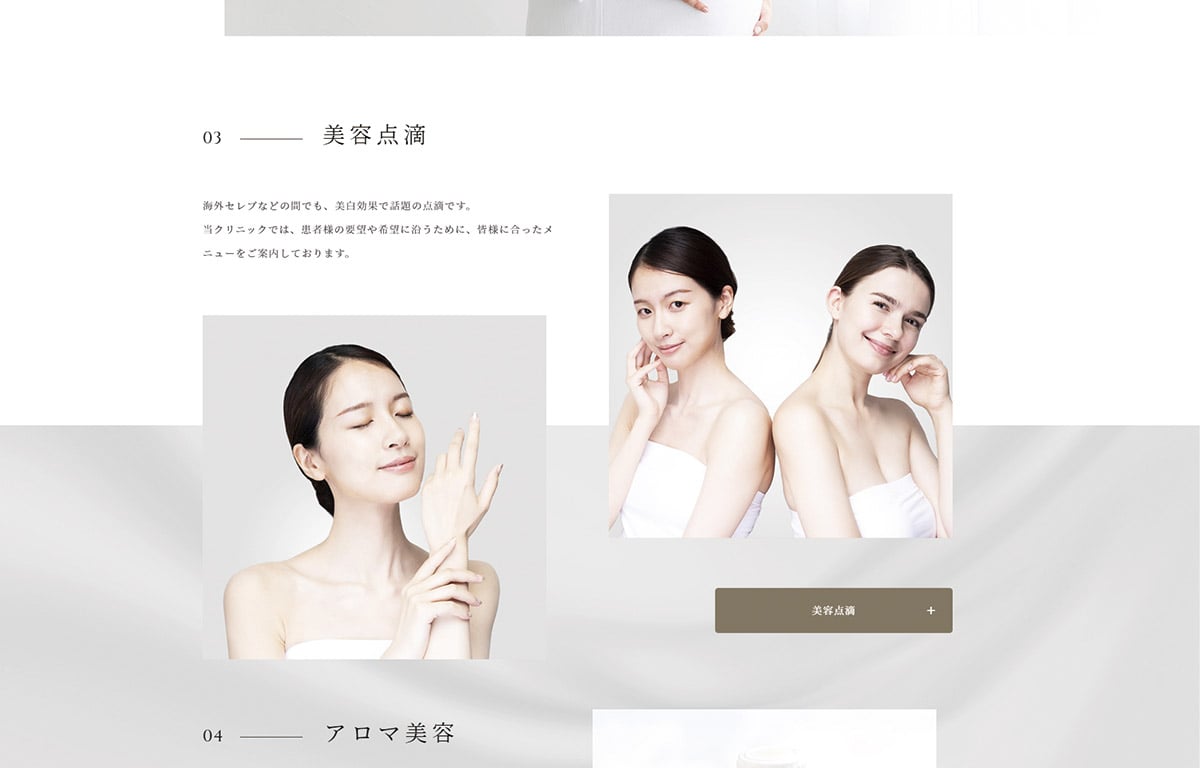 03
美容点滴
海外セレブなどの間でも、美白効果で話題の点滴です。
当クリニックでは、患者様の要望や希望に沿うために、皆様に合ったメ
ニューをご案内しております。
美容点滴 +
04
アロマ美容